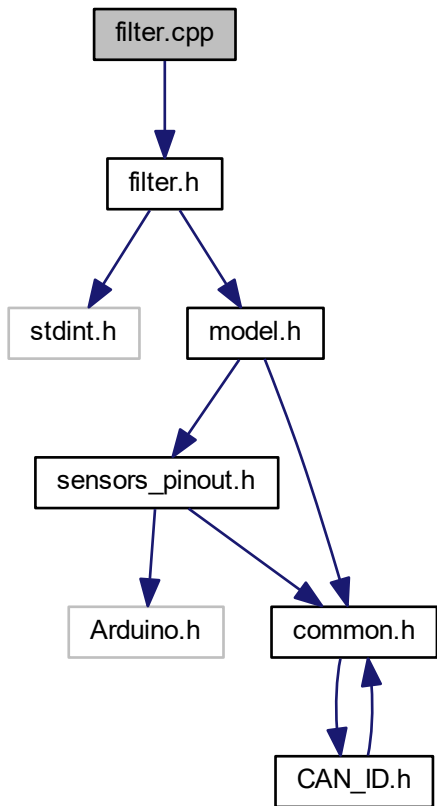 filter.cpp
filter.h
stdint.h
model.h
sensors_pinout.h
Arduino.h
common.h
CAN_ID.h